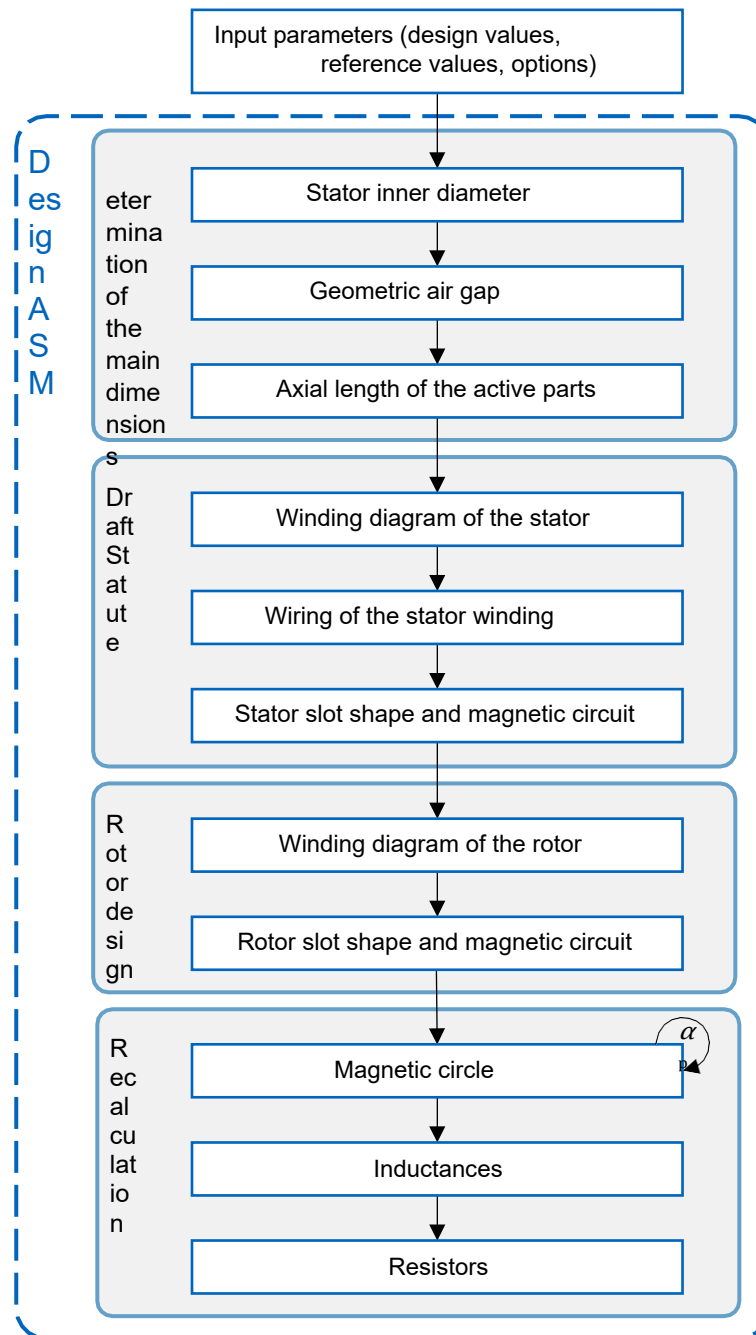 Input parameters (design values,
reference values, options)
D
es
ig
n
A
S
M
eter
mina
tion
of
the
main
dime
nsion
s
Stator inner diameter
Geometric air gap
Axial length of the active parts
Dr
aft
St
at
ut
e
Winding diagram of the stator
Wiring of the stator winding
Stator slot shape and magnetic circuit
R
ot
or
de
si
gn
Winding diagram of the rotor
Rotor slot shape and magnetic circuit
R
ec
al
cu
lat
io
n
α
Magnetic circle
Inductances
Resistors